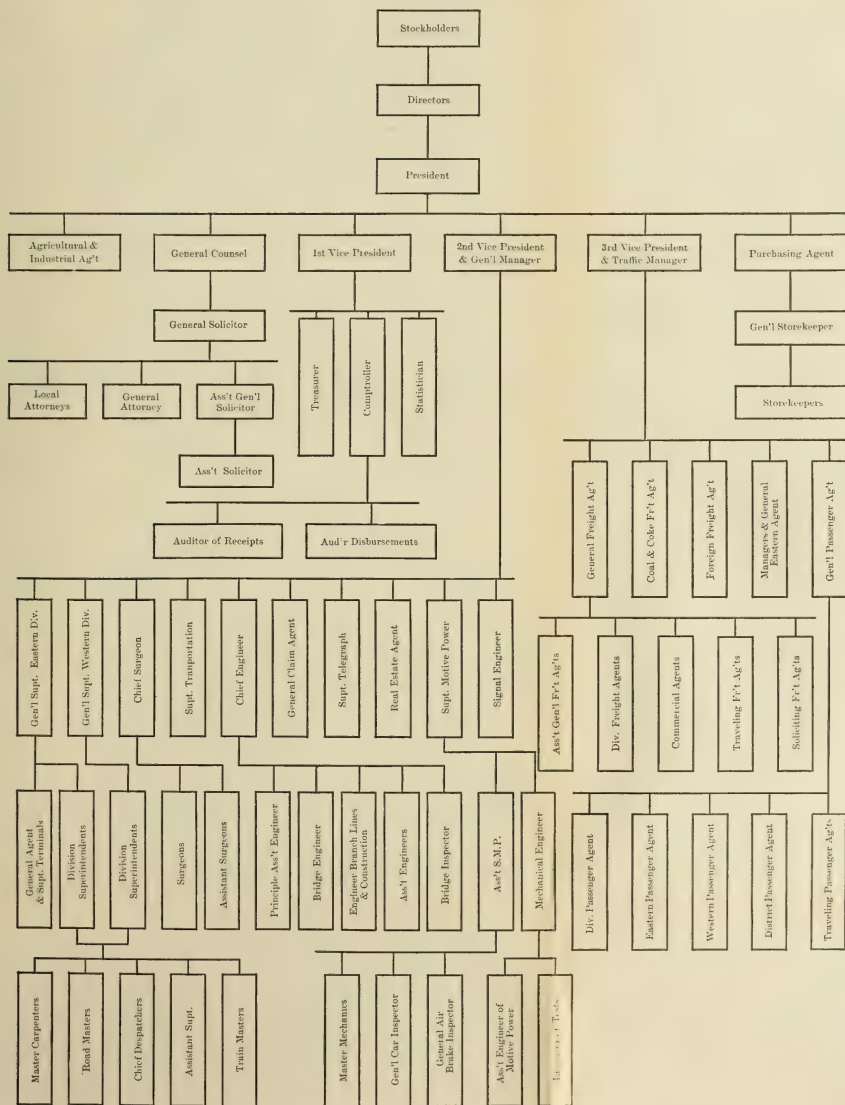 Stockholders
Directors
President
Agricultural &
Industrial Ag't
General Counsel
1st Vice President
2nd Vice President
& Gen'l Manager
3rd Vice President
& Traffic Manager
Purchasing Agent
General Solicitor
Gen'l Storekeeper
Local
Attorneys
General
Attorney
Ass't Gen'l
Solicitor
Treasurer
Comptroller
Statistician
Storekeepers
Ass't Solicitor
General Freight Ag't
Coal & Coke Fr't Ag't
Foreign Freight Ag't
Managers & General
Eastern Agent
Gen'l Passenger Ag't
Auditor of Receipts
Aud'r Disbursements
Gen'l Supt. Eastern Div.
Gen'l Supt. Western Div.
Chief Surgeon
Supt. Tranportation
Chief Engineer
General Claim Agent
Supt. Telegraph
Real Estate Agent
Supt. Motive Power
Signal Engineer
Ass't Gen'l Fr't Ag'ts
Div. Freight Agents
Commercial Agents
Traveling Fr't Ag'ts
Soliciting Fr't Ag'ts
General Agent
& Supt. Terminals
Division
Superintendents
Division
Superintendents
Surgeons
Assistant Surgeons
Principle Ass't Engineer
Bridge Engineer
Engineer Branch Lines
& Construction
Ass't Engineers
Bridge Inspector
Ass't S.M.P.
Mechanical Engineer
Div. Passenger Agent
Eastern Passenger Agent
Western Passenger Agent
District Passenger Agent
Traveling Passenger Ag'ts
Master Carpenters
Road Masters
Chief Despatchers
Assistant Supt.
Train Masters
Master Mechanics
Gen'l Car Inspector
General Air
Brake Inspector
Ass't Engineer of
Motive Power
Tests